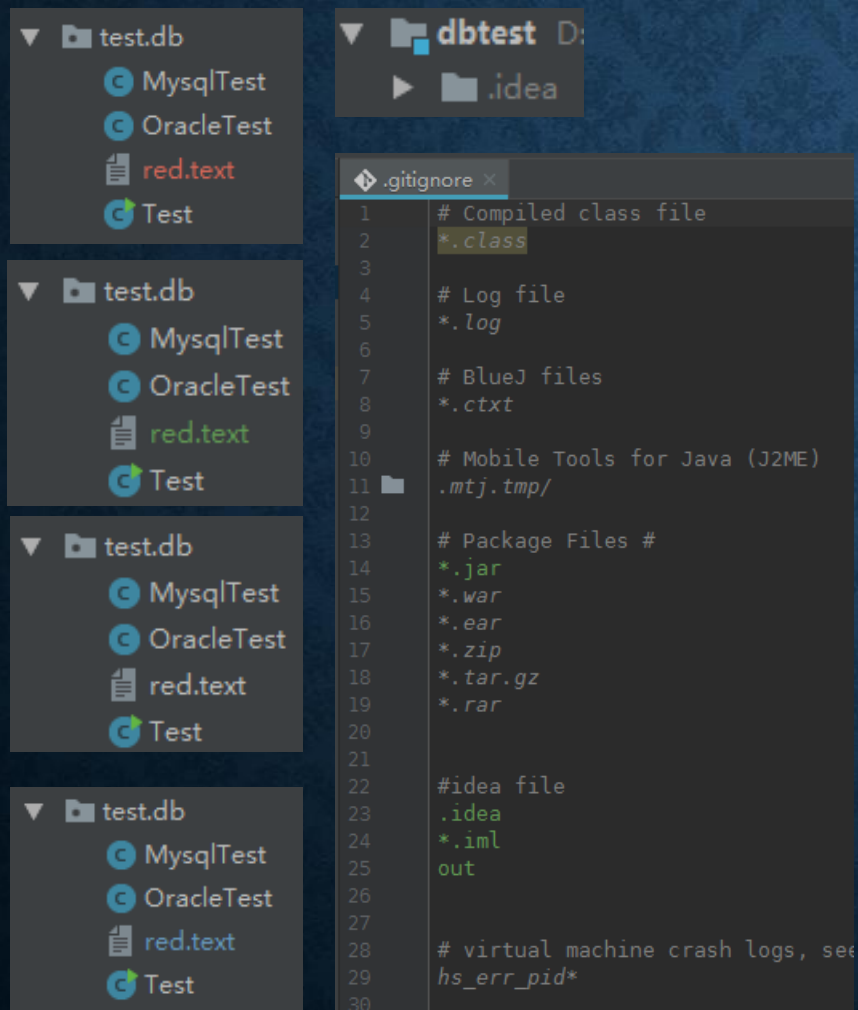 test.db
MysqlTest
OracleTest
red.text
Test
test.db
MysqlTest
OracleTest
red.text
Test
test.db
MysqlTest
OracleTest
red.text
Test
test.db
MysqlTest
OracleTest
red.text
Test
dbtest D:
.idea
.gitignore
1 # Compiled class file
2 *.class
3
4 # Log file
5 *.log
6
7 # BlueJ files
8 *.ctxt
9
10 # Mobile Tools for Java (J2ME)
11 .mtj.tmp/
12
13 # Package Files #
14 *.jar
15 *.war
16 *.ear
17 *.zip
18 *.tar.gz
19 *.rar
20
21
22 #idea file
23 .idea
24 *.iml
25 out
26
27
28 # virtual machine crash logs, see
29 hs_err_pid*
30